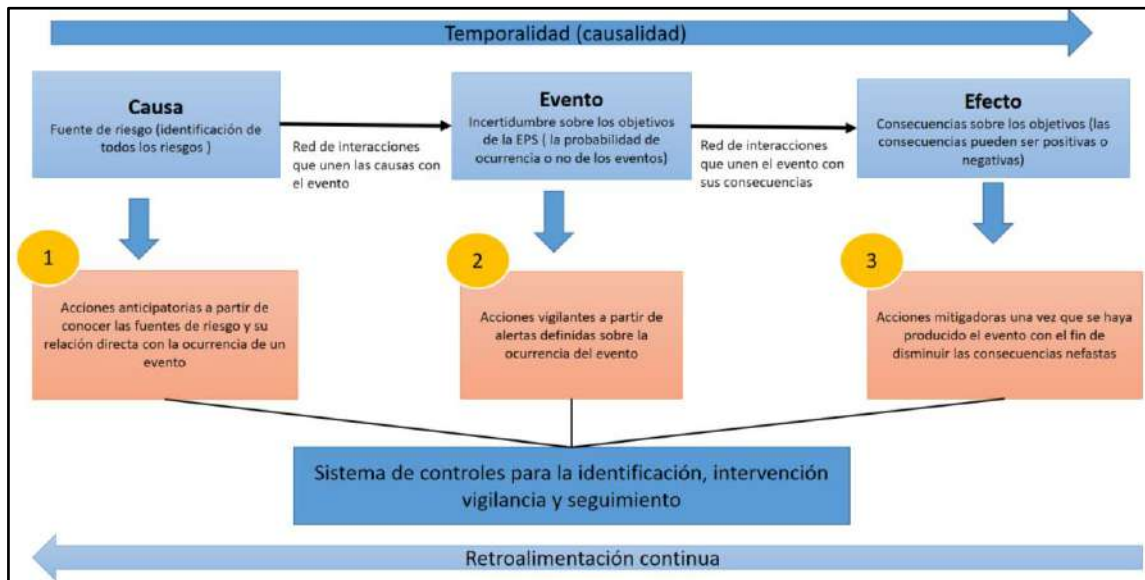 Temporalidad (causalidad)
Causa
Fuente de riesgo (identificación de
todos los riesgos )
Red de interacciones
que unen las causas con
el evento
Evento
Incertidumbre sobre los objetivos
de la EPS ( la probabilidad de
ocurrencia o no de los eventos)
Red de interacciones
que unen el evento con
sus consecuencias
Efecto
Consecuencias sobre los objetivos (las
consecuencias pueden ser positivas o
negativas)
1
Acciones anticipatorias a partir de
conocer las fuentes de riesgo y su
relación directa con la ocurrencia de un
evento
2
Acciones vigilantes a partir de
alertas definidas sobre la
ocurrencia del evento
3
Acciones mitigadoras una vez que se haya
producido el evento con el fin de
disminuir las consecuencias nefastas
Sistema de controles para la identificación, intervención
vigilancia y seguimiento
Retroalimentación continua